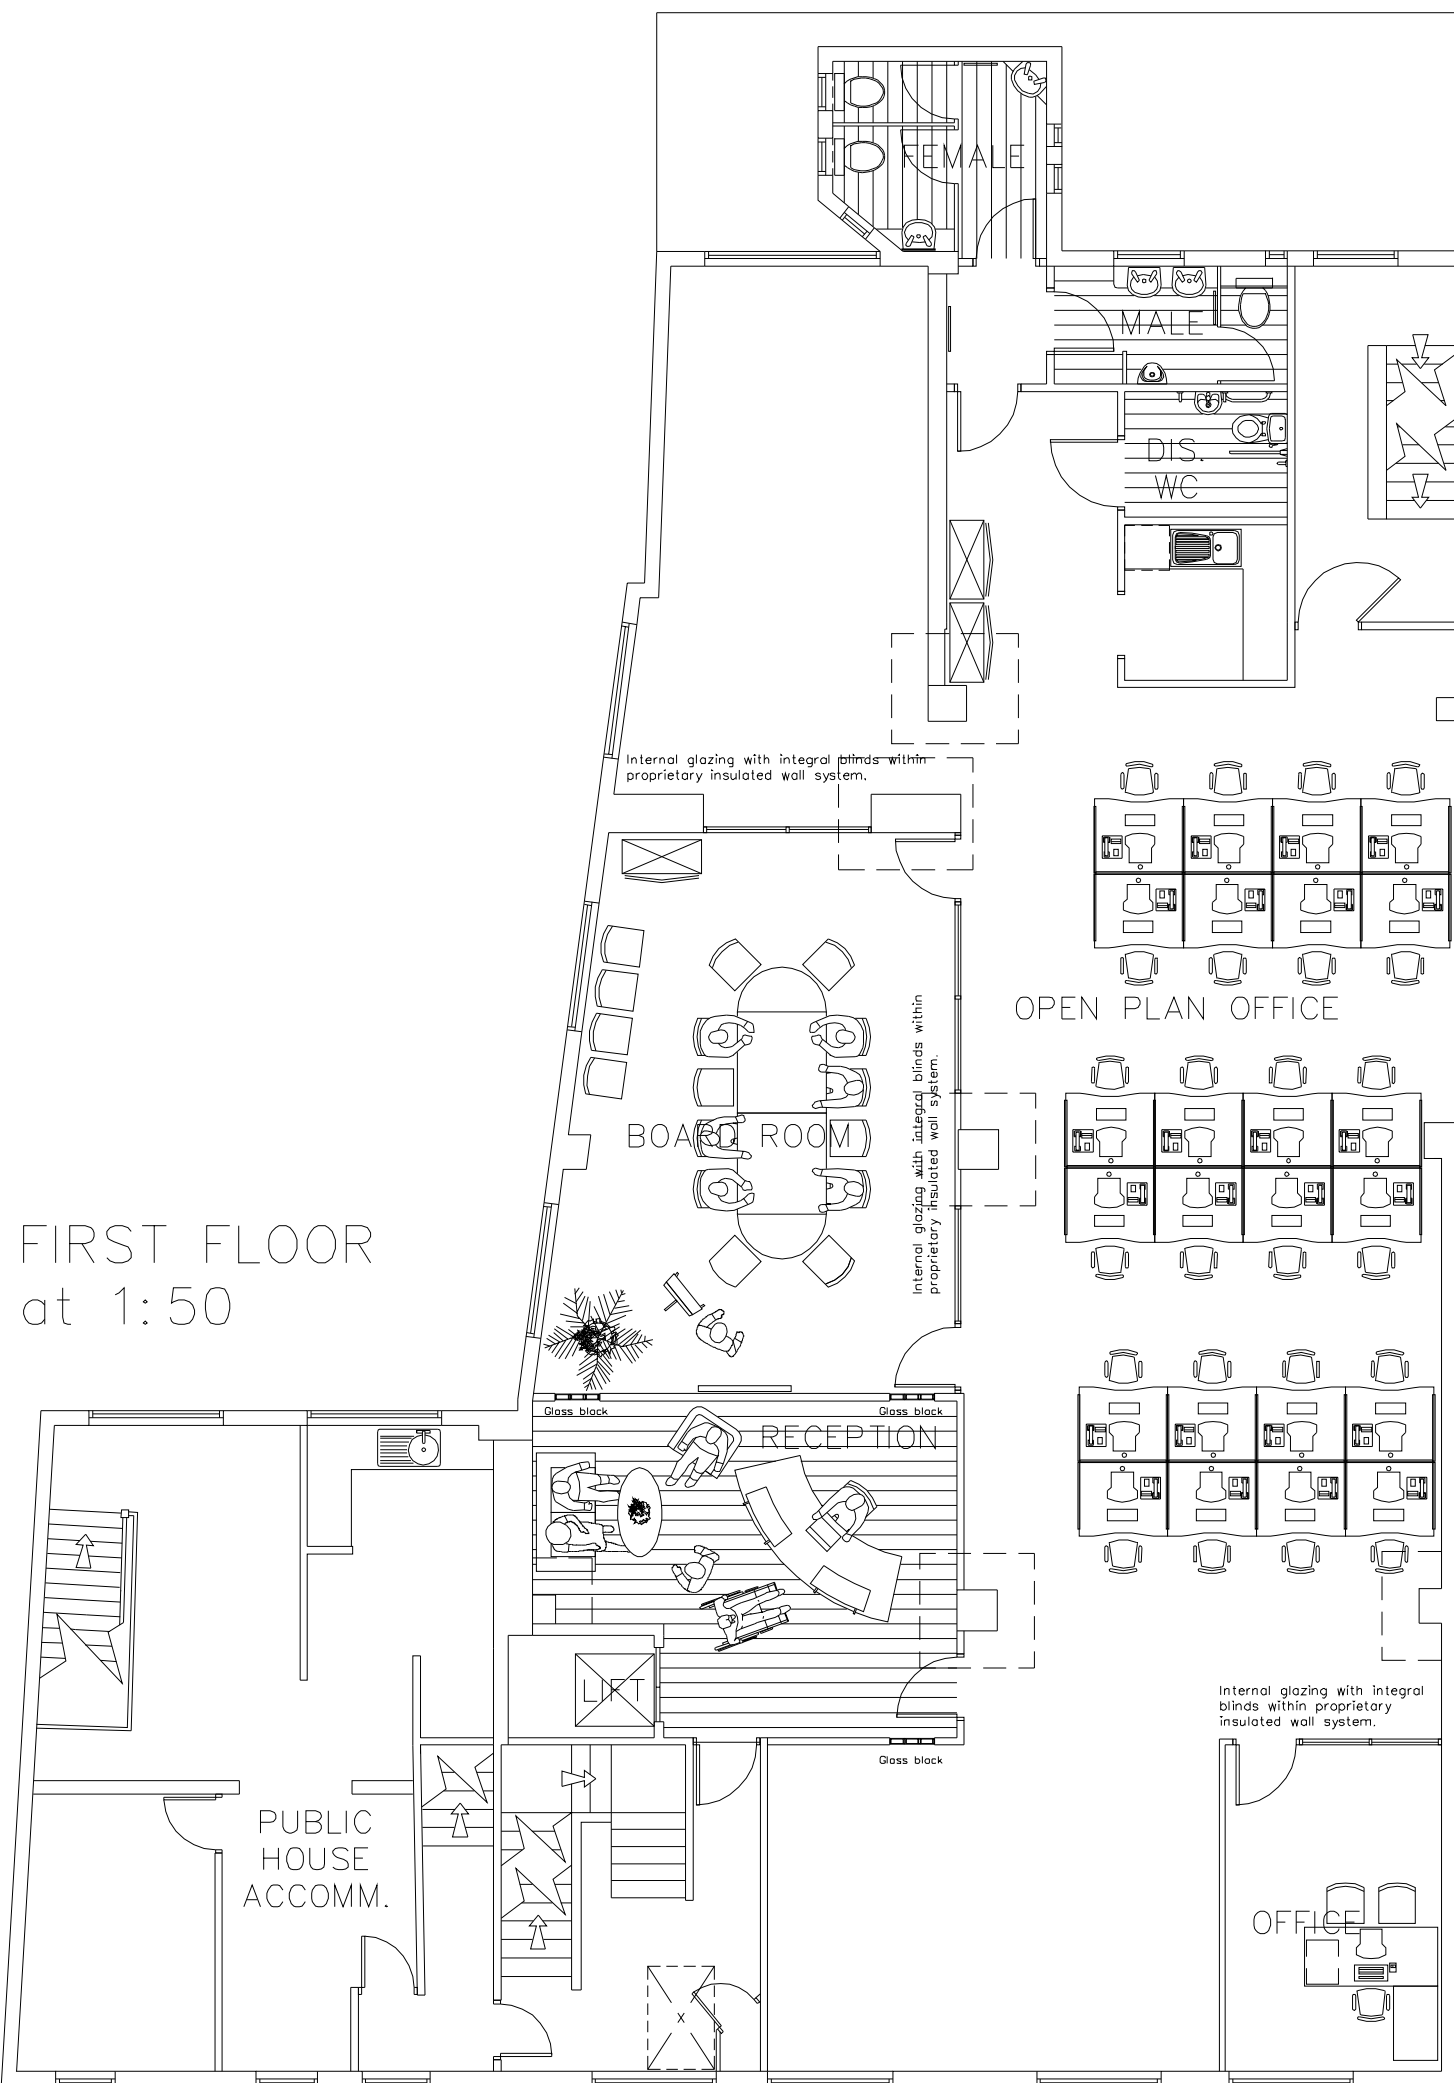 FEMALE
MALE
DIS.
WC
Internal glazing with integral blinds within
proprietary insulated wall system.
OPEN PLAN OFFICE
Internal glazing with integral blinds within
proprietary insulated wall system.
BOARD ROOM
FIRST FLOOR
at 1:50
Glass block
Glass block
RECEPTION
LIFT
Internal glazing with integral
blinds within proprietary
insulated wall system.
Glass block
PUBLIC
HOUSE
ACCOMM.
OFFICE
X